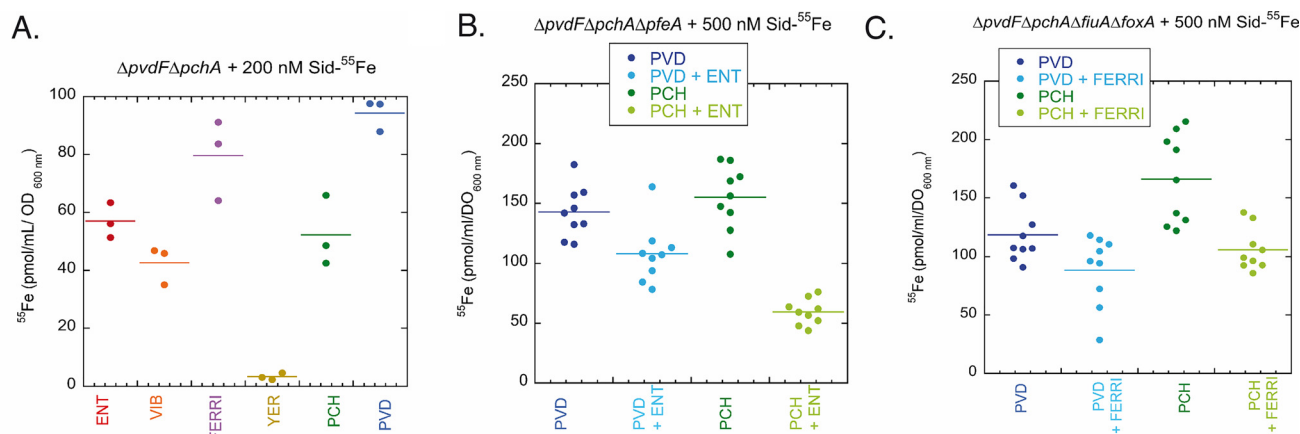 A.
ΔpvdFΔpchA + 200 nM Sid-⁵⁵Fe
⁵⁵Fe (pmol/mL/ OD 600 nm)
100
80
60
40
20
0
ENT
VIB
FERRI
YER
PCH
PVD
B.
ΔpvdFΔpchAΔpfeA + 500 nM Sid-⁵⁵Fe
PVD
PVD + ENT
PCH
PCH + ENT
⁵⁵Fe (pmol/ml/DO600 nm)
250
200
150
100
50
0
PVD
PVD
+ ENT
PCH
PCH
+ ENT
C.
ΔpvdFΔpchAΔfiuAΔfoxA + 500 nM Sid-⁵⁵Fe
PVD
PVD + FERRI
PCH
PCH + FERRI
⁵⁵Fe (pmol/ml/DO600 nm)
250
200
150
100
50
0
PVD
PVD
+ FERRI
PCH
PCH
+ FERRI